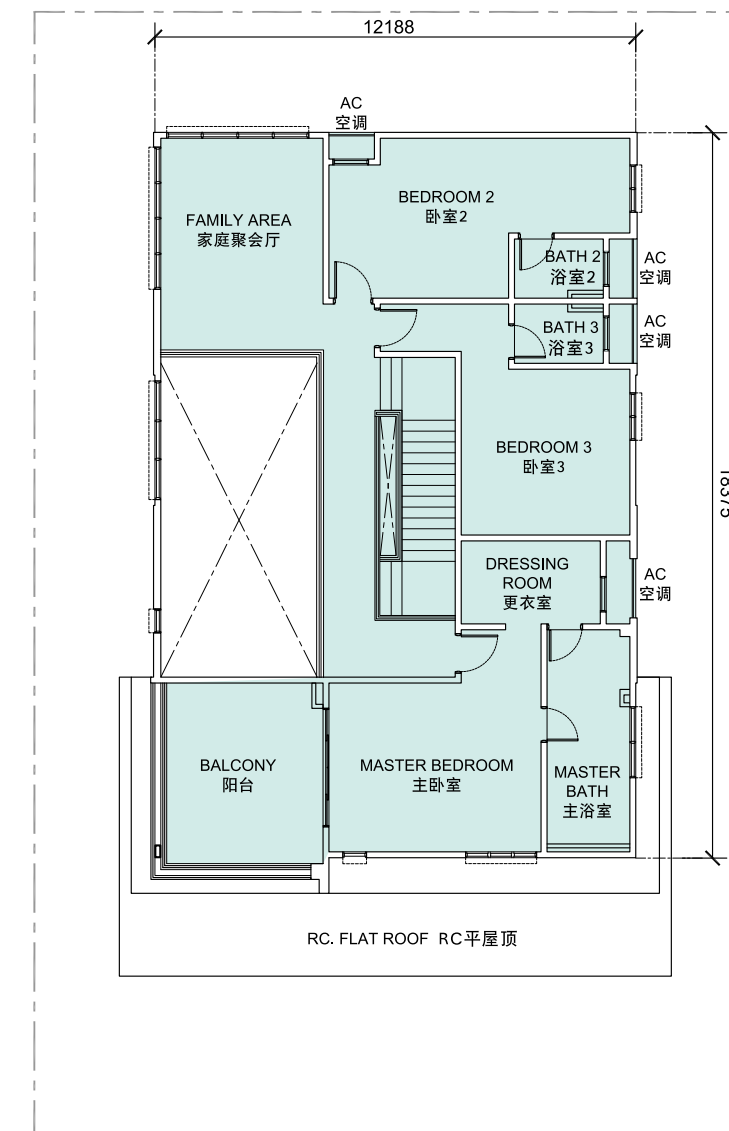 12188
AC
空调
FAMILY AREA
家庭聚会厅
BEDROOM 2
卧室2
BATH 2
浴室2
AC
空调
BATH 3
浴室3
AC
空调
BEDROOM 3
卧室3
18375
DRESSING
ROOM
更衣室
AC
空调
BALCONY
阳台
MASTER BEDROOM
主卧室
MASTER
BATH
主浴室
RC. FLAT ROOF RC平屋顶